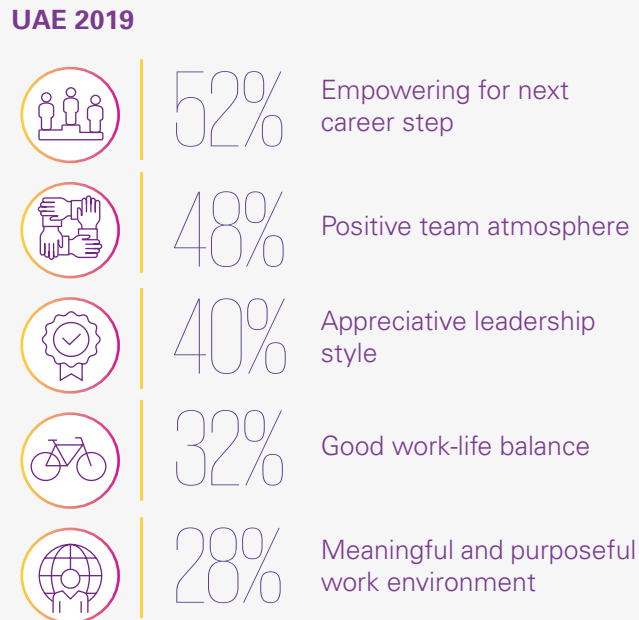 UAE 2019
52%
Empowering for next
career step
48%
Positive team atmosphere
40%
Appreciative leadership
style
32%
Good work-life balance
28%
Meaningful and purposeful
work environment